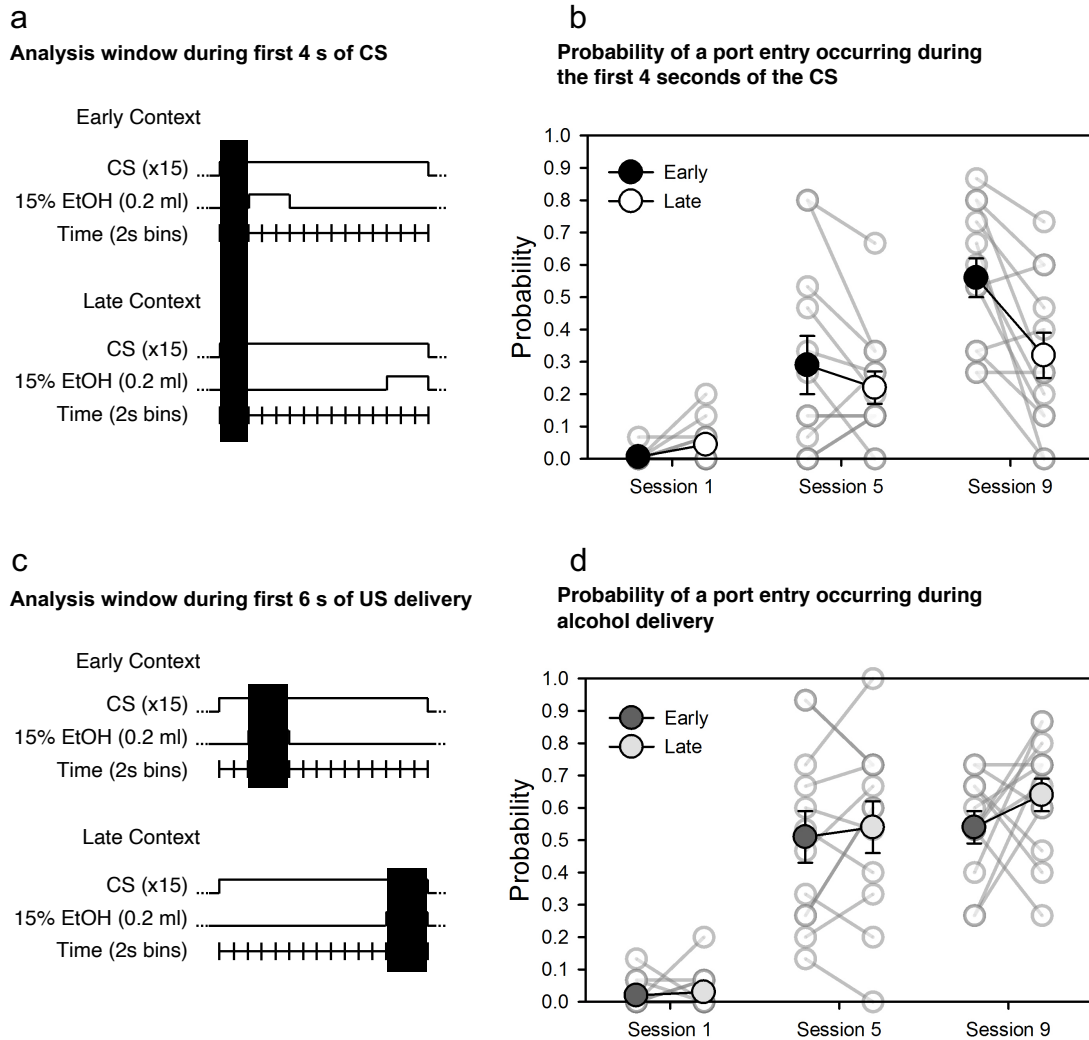 a
Analysis window during first 4 s of CS
Early Context
CS (x15)
15% EtOH (0.2 ml)
Time (2s bins)
Late Context
CS (x15)
15% EtOH (0.2 ml)
Time (2s bins)
b
Probability of a port entry occurring during
the first 4 seconds of the CS
Probability
1.0
0.9
0.8
0.7
0.6
0.5
0.4
0.3
0.2
0.1
0.0
Early
Late
Session 1
Session 5
Session 9
c
Analysis window during first 6 s of US delivery
Early Context
CS (x15)
15% EtOH (0.2 ml)
Time (2s bins)
Late Context
CS (x15)
15% EtOH (0.2 ml)
Time (2s bins)
d
Probability of a port entry occurring during
alcohol delivery
Probability
1.0
0.9
0.8
0.7
0.6
0.5
0.4
0.3
0.2
0.1
0.0
Early
Late
Session 1
Session 5
Session 9